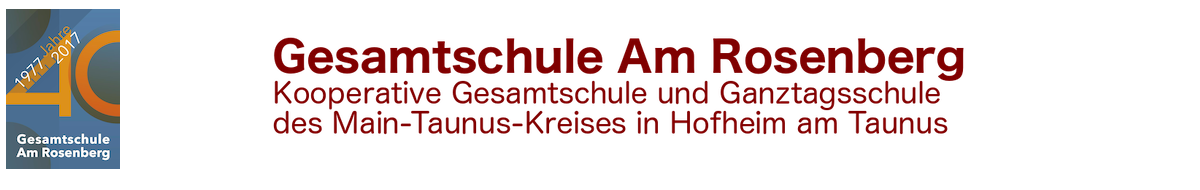 Jahre
1977 2017
40
Gesamtschule
Am Rosenberg
Gesamtschule Am Rosenberg
Kooperative Gesamtschule und Ganztagsschule
des Main-Taunus-Kreises in Hofheim am Taunus